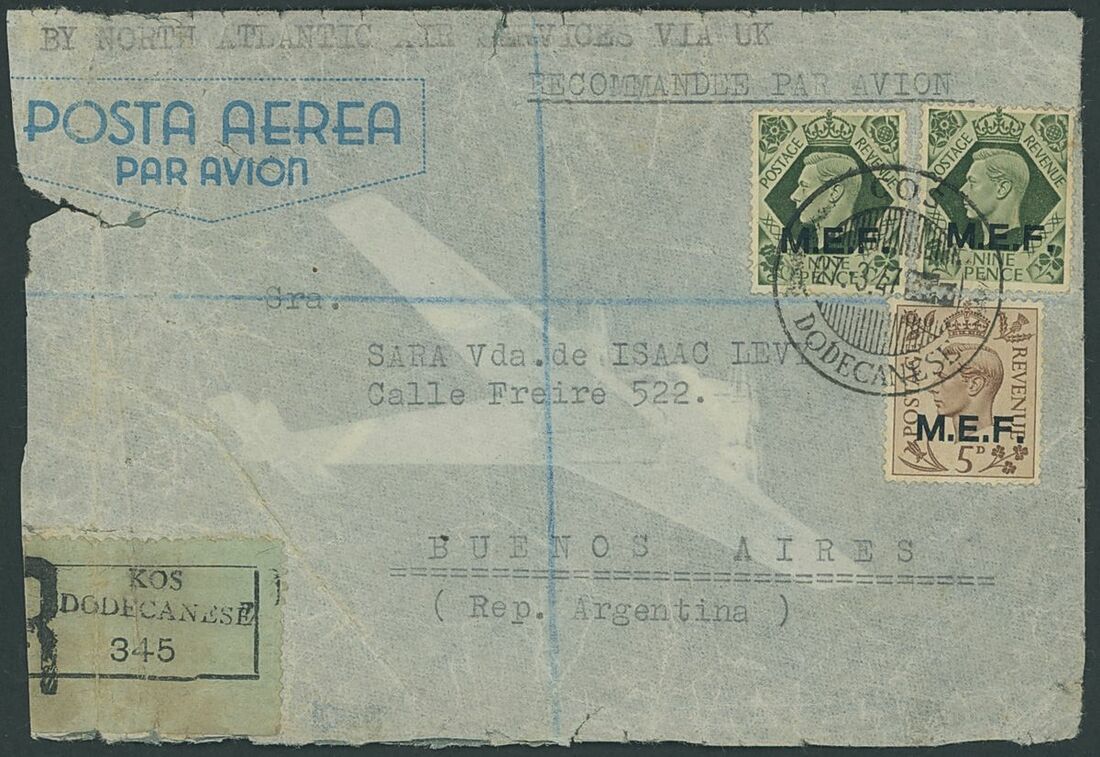 BY NORTH ATLANTIC AIR SERVICES VIA UK
RECOMMANDEE PAR AVION
POSTA AEREA
PAR AVION
POSTAGE REVENUE
M.E.F.
NINE
PENCE
POSTAGE REVENUE
M.E.F.
NINE
PENCE
COS
DODECANESE
REVENUE
M.E.F.
5D
Sra.
SARA Vda.de ISAAC LEVY
Calle Freire 522.
BUENOS AIRES
( Rep. Argentina )
R
KOS
DODECANESE
345